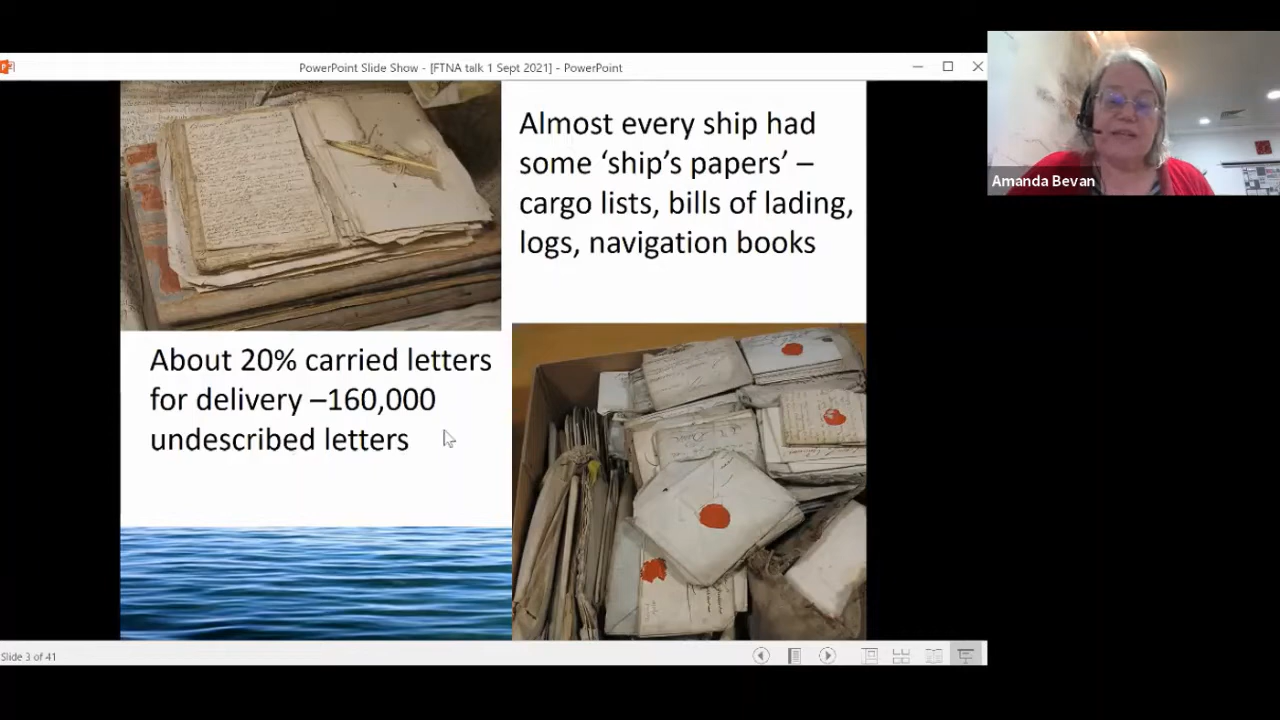 PowerPoint Slide Show - [FTNA talk 1 Sept 2021] - PowerPoint
Almost every ship had
some ‘ship’s papers’ –
cargo lists, bills of lading,
logs, navigation books
Amanda Bevan
About 20% carried letters
for delivery –160,000
undescribed letters
Slide 3 of 41